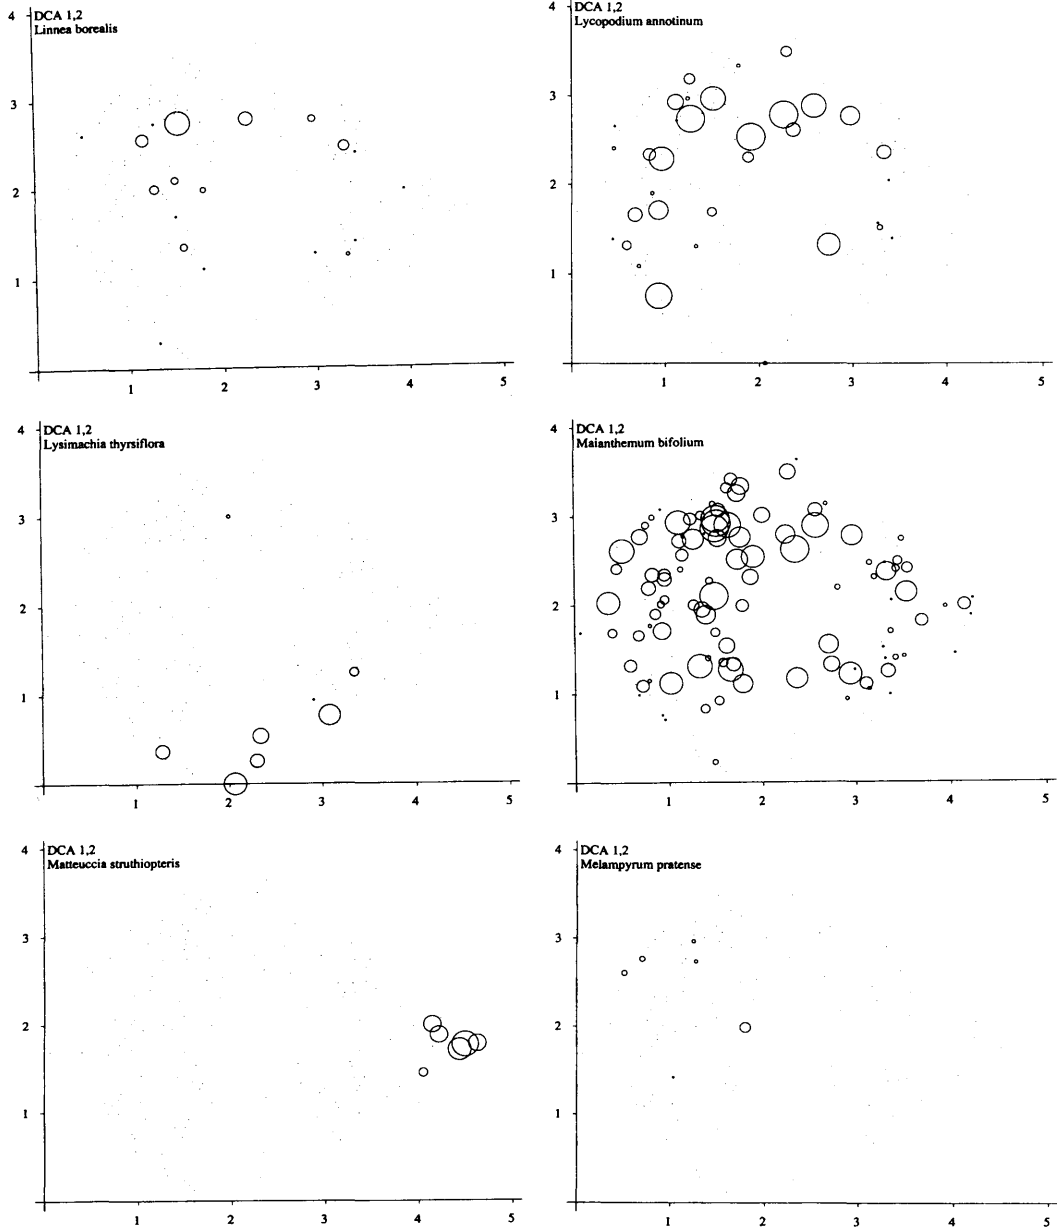 DCA 1,2
Linnea borealis
4
3
2
1
1 2 3 4 5
DCA 1,2
Lycopodium annotinum
4
3
2
1
1 2 3 4 5
DCA 1,2
Lysimachia thyrsiflora
4
3
2
1
1 2 3 4 5
DCA 1,2
Maianthemum bifolium
4
3
2
1
1 2 3 4 5
DCA 1,2
Matteuccia struthiopteris
4
3
2
1
1 2 3 4 5
DCA 1,2
Melampyrum pratense
4
3
2
1
1 2 3 4 5